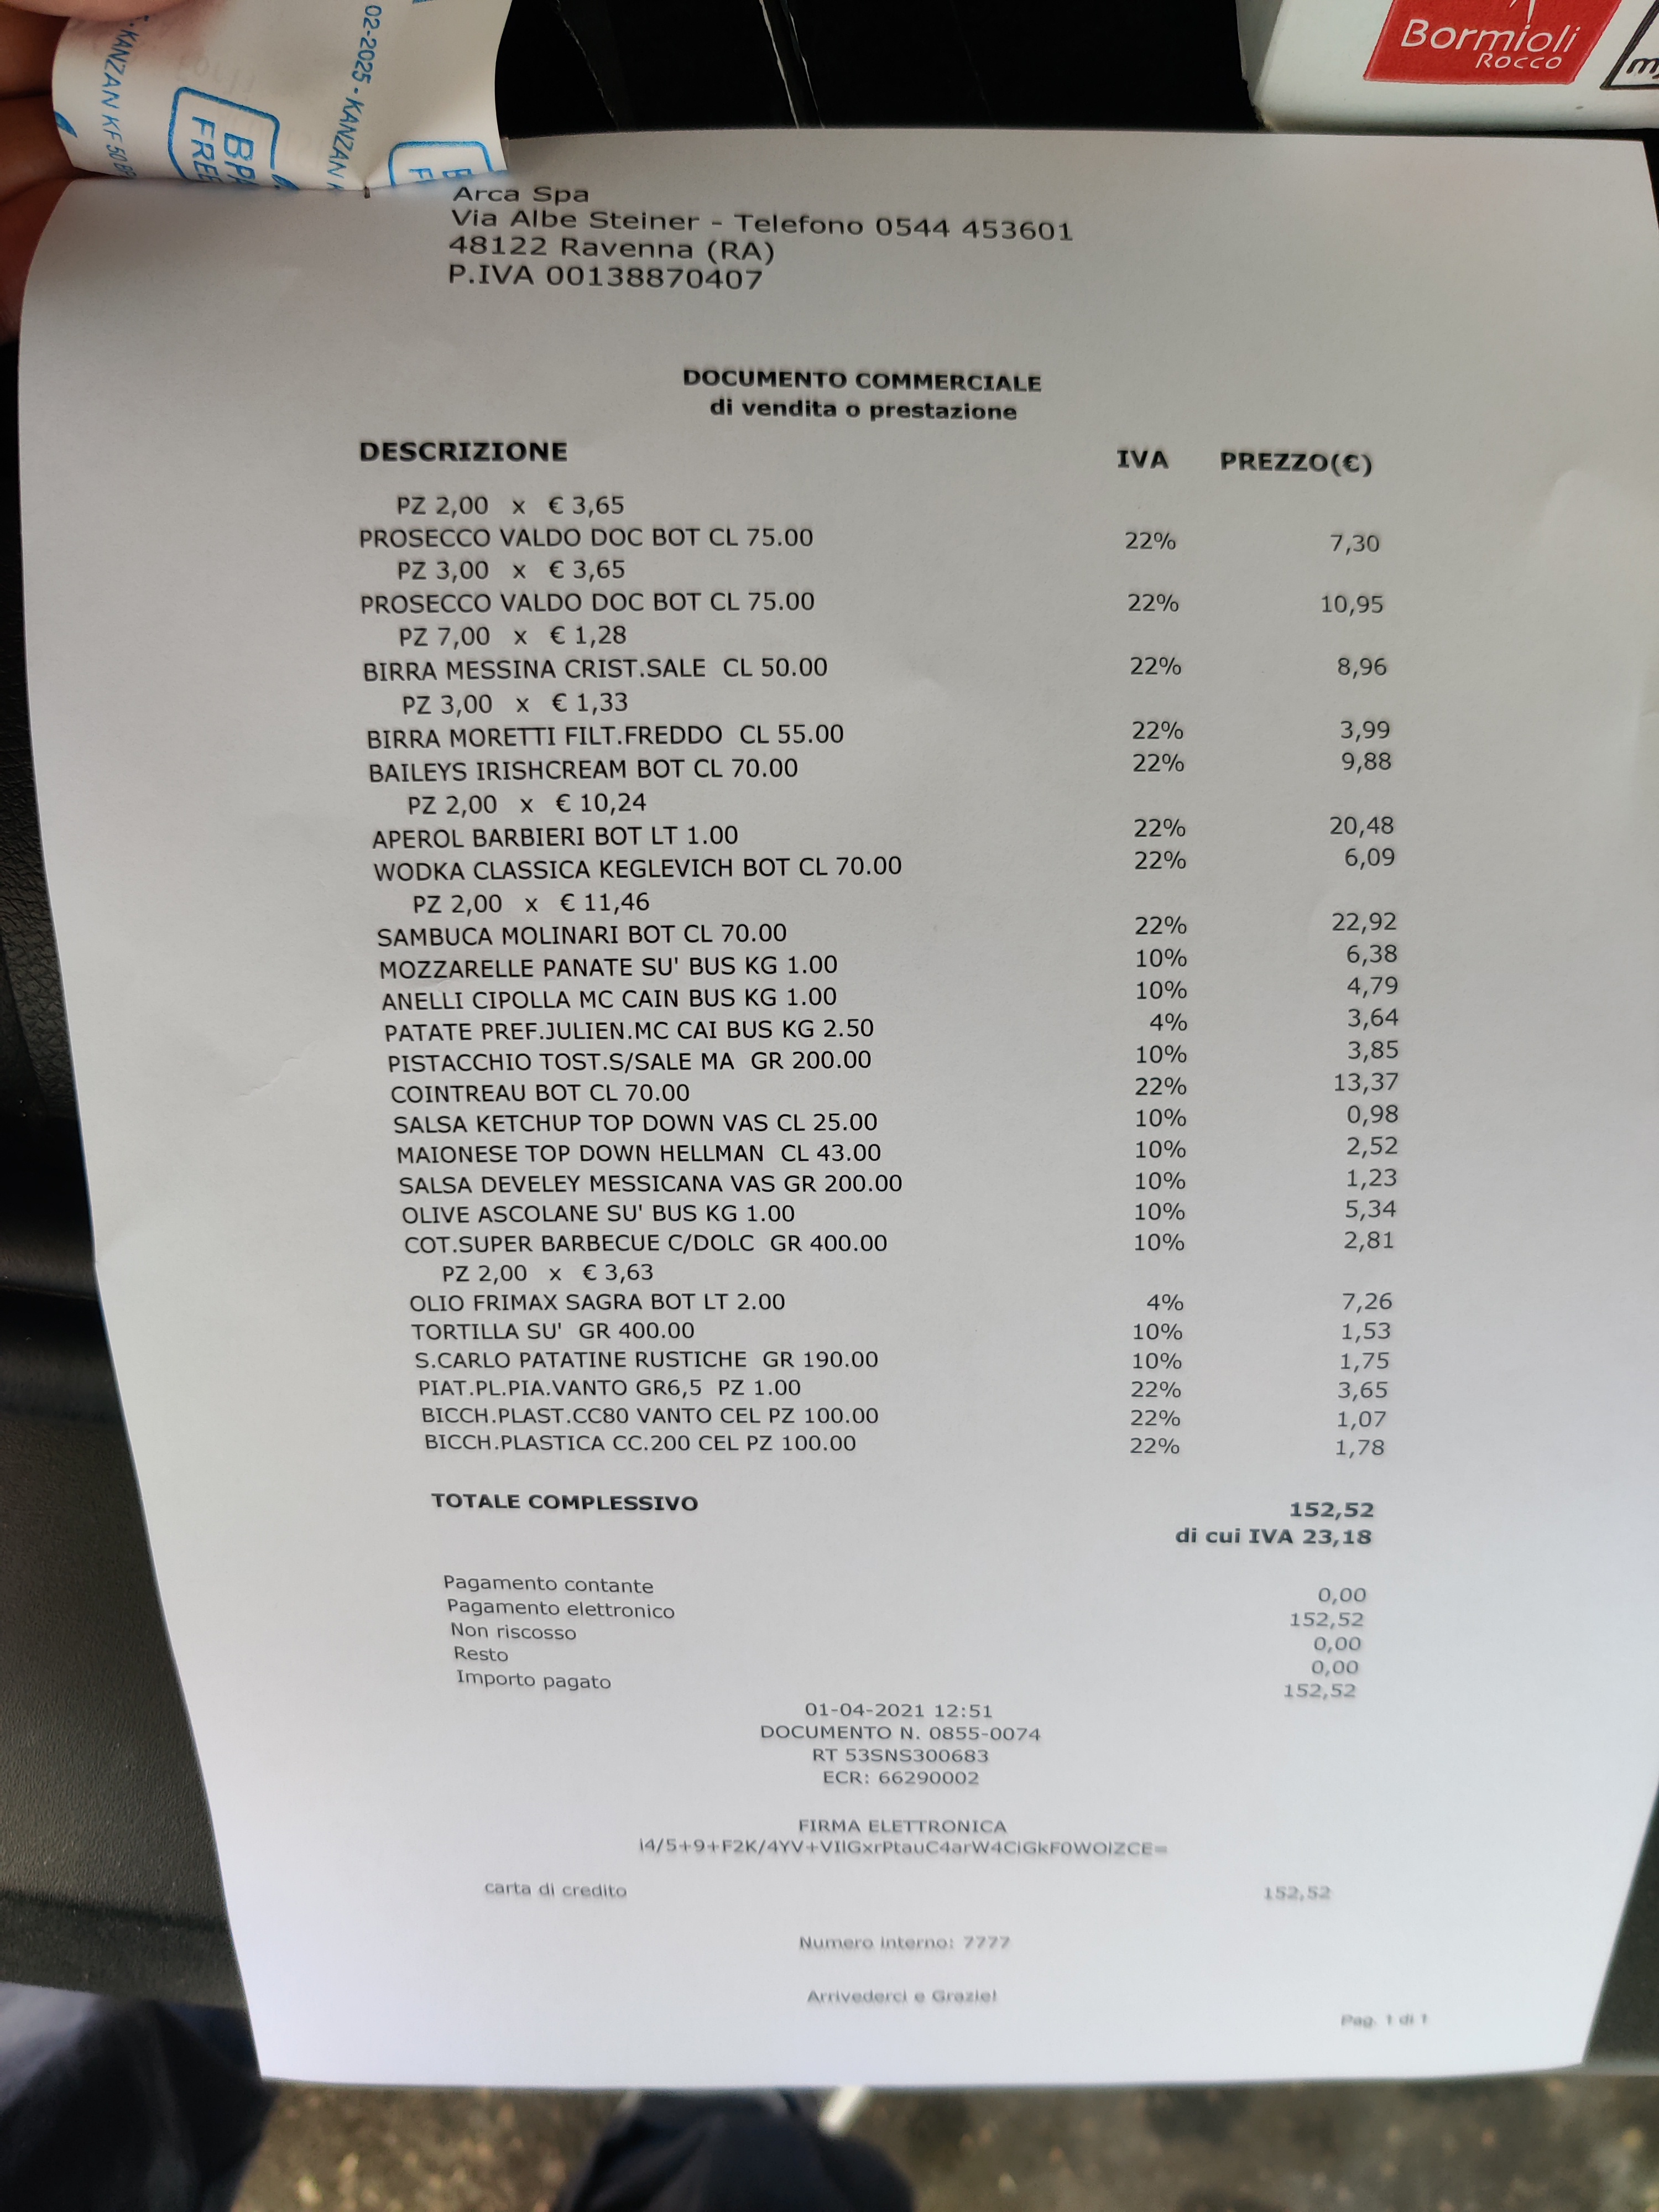 Bormioli
ROCCO
02-2025 - KANZAN K
KANZAN KF 50
BPA
FREE
Arca Spa
Via Albe Steiner - Telefono 0544 453601
48122 Ravenna (RA)
P.IVA 00138870407
DOCUMENTO COMMERCIALE
di vendita o prestazione
DESCRIZIONE IVA PREZZO(€)
PZ 2,00 x € 3,65
PROSECCO VALDO DOC BOT CL 75.00 22% 7,30
PZ 3,00 x € 3,65
PROSECCO VALDO DOC BOT CL 75.00 22% 10,95
PZ 7,00 x € 1,28
BIRRA MESSINA CRIST.SALE CL 50.00 22% 8,96
PZ 3,00 x € 1,33
BIRRA MORETTI FILT.FREDDO CL 55.00 22% 3,99
BAILEYS IRISHCREAM BOT CL 70.00 22% 9,88
PZ 2,00 x € 10,24
APEROL BARBIERI BOT LT 1.00 22% 20,48
WODKA CLASSICA KEGLEVICH BOT CL 70.00 22% 6,09
PZ 2,00 x € 11,46
SAMBUCA MOLINARI BOT CL 70.00 22% 22,92
MOZZARELLE PANATE SU' BUS KG 1.00 10% 6,38
ANELLI CIPOLLA MC CAIN BUS KG 1.00 10% 4,79
PATATE PREF.JULIEN.MC CAI BUS KG 2.50 4% 3,64
PISTACCHIO TOST.S/SALE MA GR 200.00 10% 3,85
COINTREAU BOT CL 70.00 22% 13,37
SALSA KETCHUP TOP DOWN VAS CL 25.00 10% 0,98
MAIONESE TOP DOWN HELLMAN CL 43.00 10% 2,52
SALSA DEVELEY MESSICANA VAS GR 200.00 10% 1,23
OLIVE ASCOLANE SU' BUS KG 1.00 10% 5,34
COT.SUPER BARBECUE C/DOLC GR 400.00 10% 2,81
PZ 2,00 x € 3,63
OLIO FRIMAX SAGRA BOT LT 2.00 4% 7,26
TORTILLA SU' GR 400.00 10% 1,53
S.CARLO PATATINE RUSTICHE GR 190.00 10% 1,75
PIAT.PL.PIA.VANTO GR6,5 PZ 1.00 22% 3,65
BICCH.PLAST.CC80 VANTO CEL PZ 100.00 22% 1,07
BICCH.PLASTICA CC.200 CEL PZ 100.00 22% 1,78
TOTALE COMPLESSIVO 152,52
di cui IVA 23,18
Pagamento contante 0,00
Pagamento elettronico 152,52
Non riscosso 0,00
Resto 0,00
Importo pagato 152,52
01-04-2021 12:51
DOCUMENTO N. 0855-0074
RT 53SNS300683
ECR: 66290002
FIRMA ELETTRONICA
i4/5+9+F2K/4YV+VIlGxrPtauC4arW4CiGkF0WOIZCE=
carta di credito 152,52
Numero interno: 7777
Arrivederci e Grazie!
Pag. 1 di 1